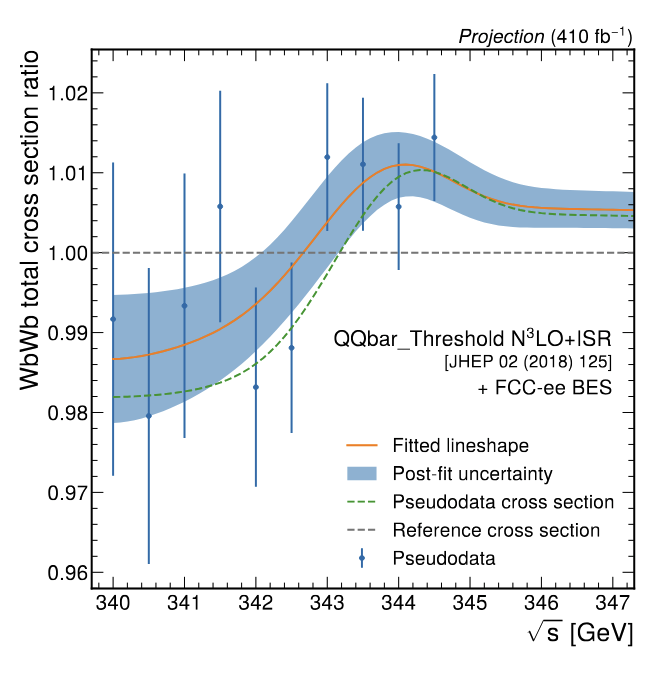 Projection (410 fb⁻¹)
WbWb total cross section ratio
1.02
1.01
1.00
0.99
0.98
0.97
0.96
QQbar_Threshold N³LO+ISR
[JHEP 02 (2018) 125]
+ FCC-ee BES
Fitted lineshape
Post-fit uncertainty
Pseudodata cross section
Reference cross section
Pseudodata
340 341 342 343 344 345 346 347
√s [GeV]